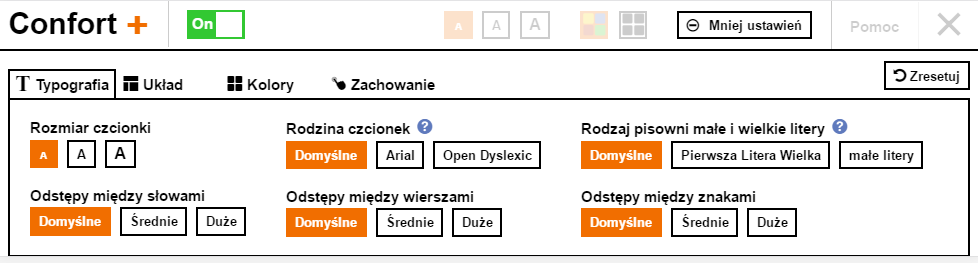 Confort +
On
A A A
Mniej ustawień
Pomoc
Typografia
Układ
Kolory
Zachowanie
Zresetuj
Rozmiar czcionki
A A A
Rodzina czcionek ?
Domyślne Arial Open Dyslexic
Rodzaj pisowni małe i wielkie litery ?
Domyślne Pierwsza Litera Wielka małe litery
Odstępy między słowami
Domyślne Średnie Duże
Odstępy między wierszami
Domyślne Średnie Duże
Odstępy między znakami
Domyślne Średnie Duże